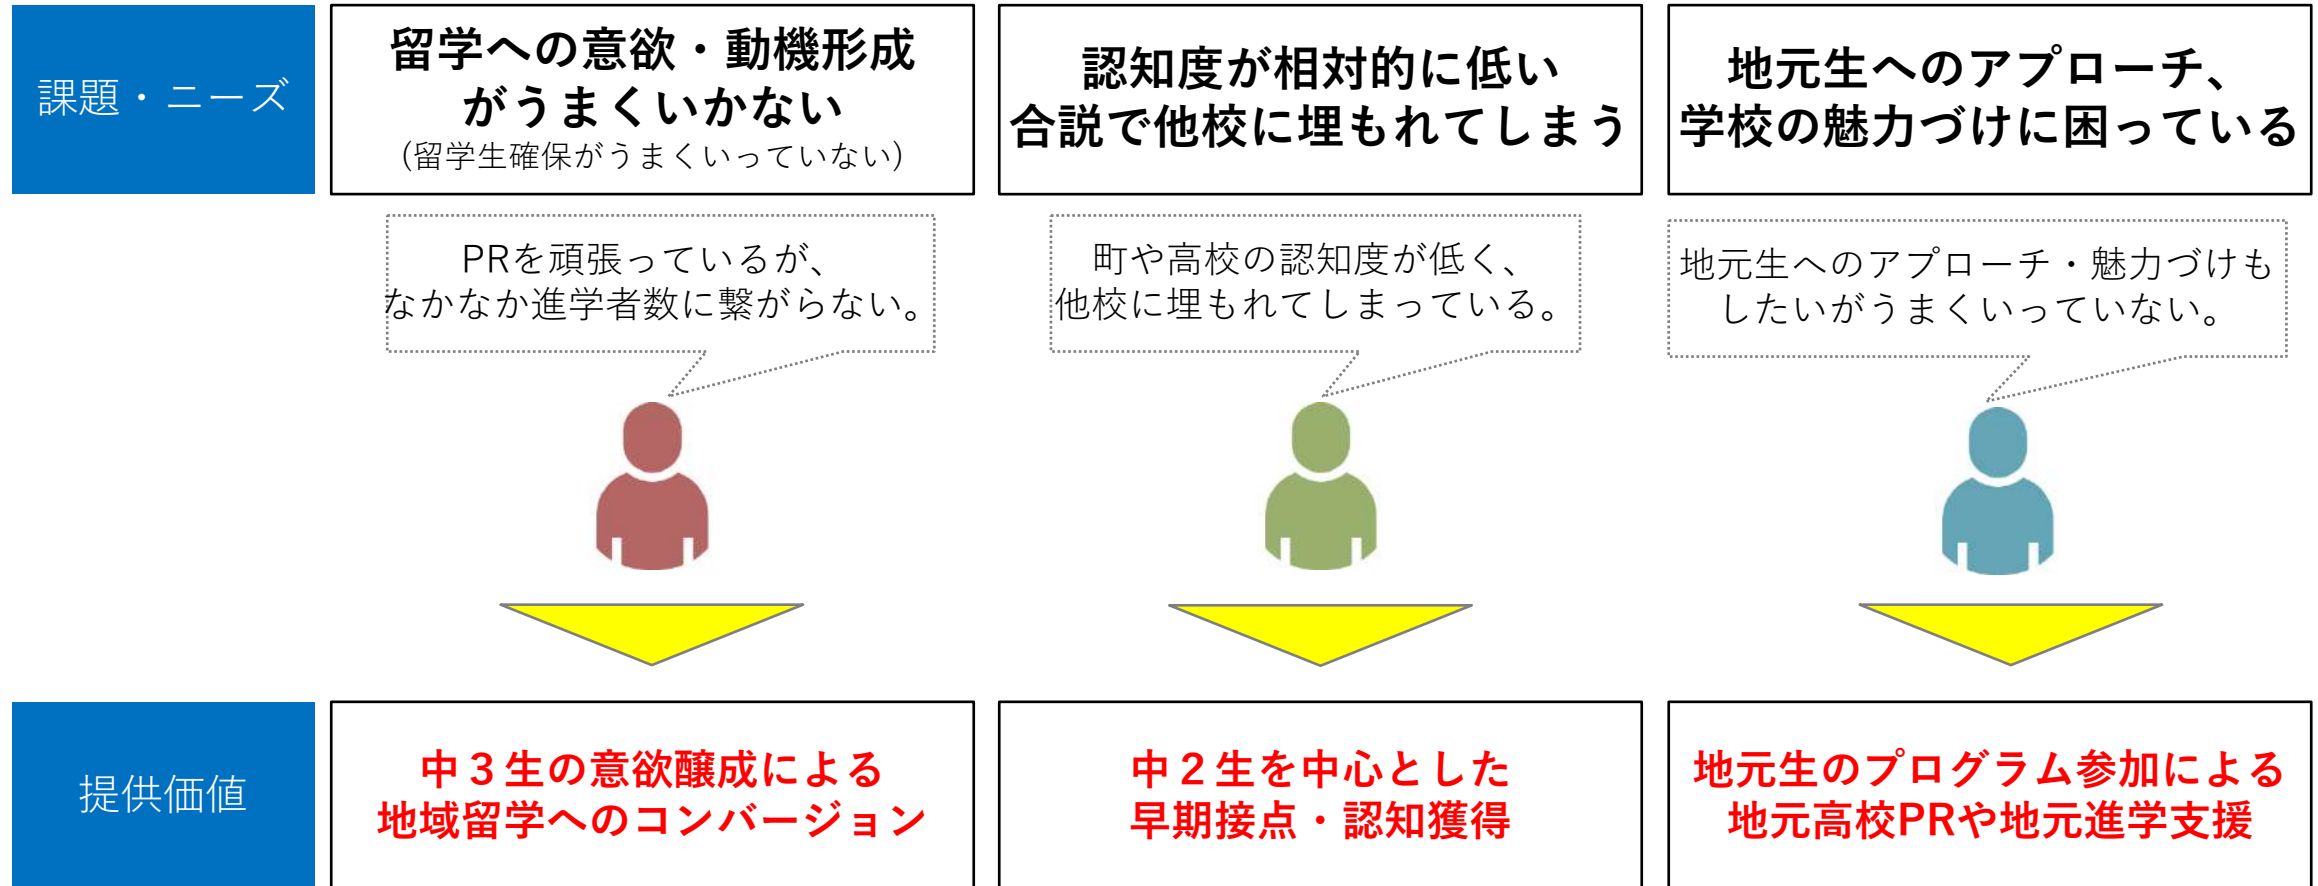 課題・ニーズ
留学への意欲・動機形成
がうまくいかない
(留学生確保がうまくいっていない)
認知度が相対的に低い
合説で他校に埋もれてしまう
地元生へのアプローチ、
学校の魅力づけに困っている
PRを頑張っているが、
なかなか進学者数に繋がらない。
町や高校の認知度が低く、
他校に埋もれてしまっている。
地元生へのアプローチ・魅力づけも
したいがうまくいっていない。
提供価値
中３生の意欲醸成による
地域留学へのコンバージョン
中２生を中心とした
早期接点・認知獲得
地元生のプログラム参加による
地元高校PRや地元進学支援